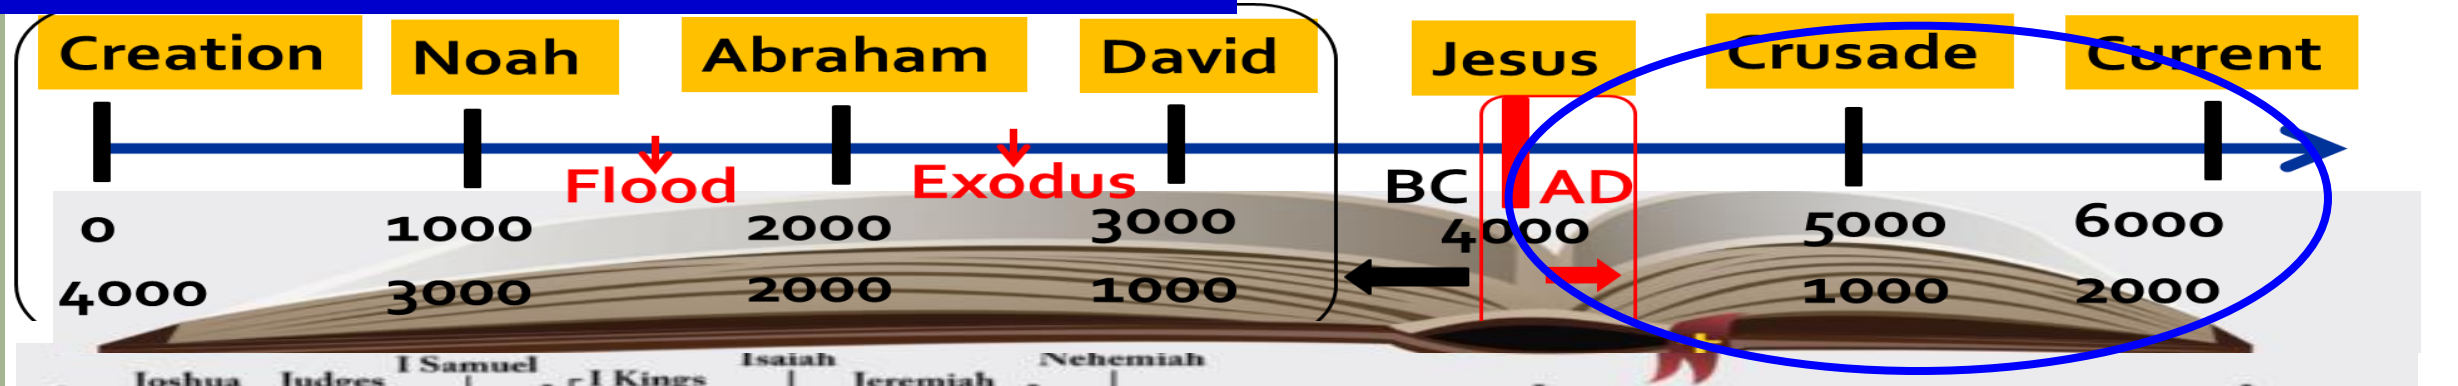 Creation Noah Abraham David Jesus Crusade Current
Flood Exodus BC AD
0 1000 2000 3000 4000 5000 6000
4000 3000 2000 1000 1000 2000
I Samuel Isaiah Nehemiah
Joshua Judges I Kings Jeremiah